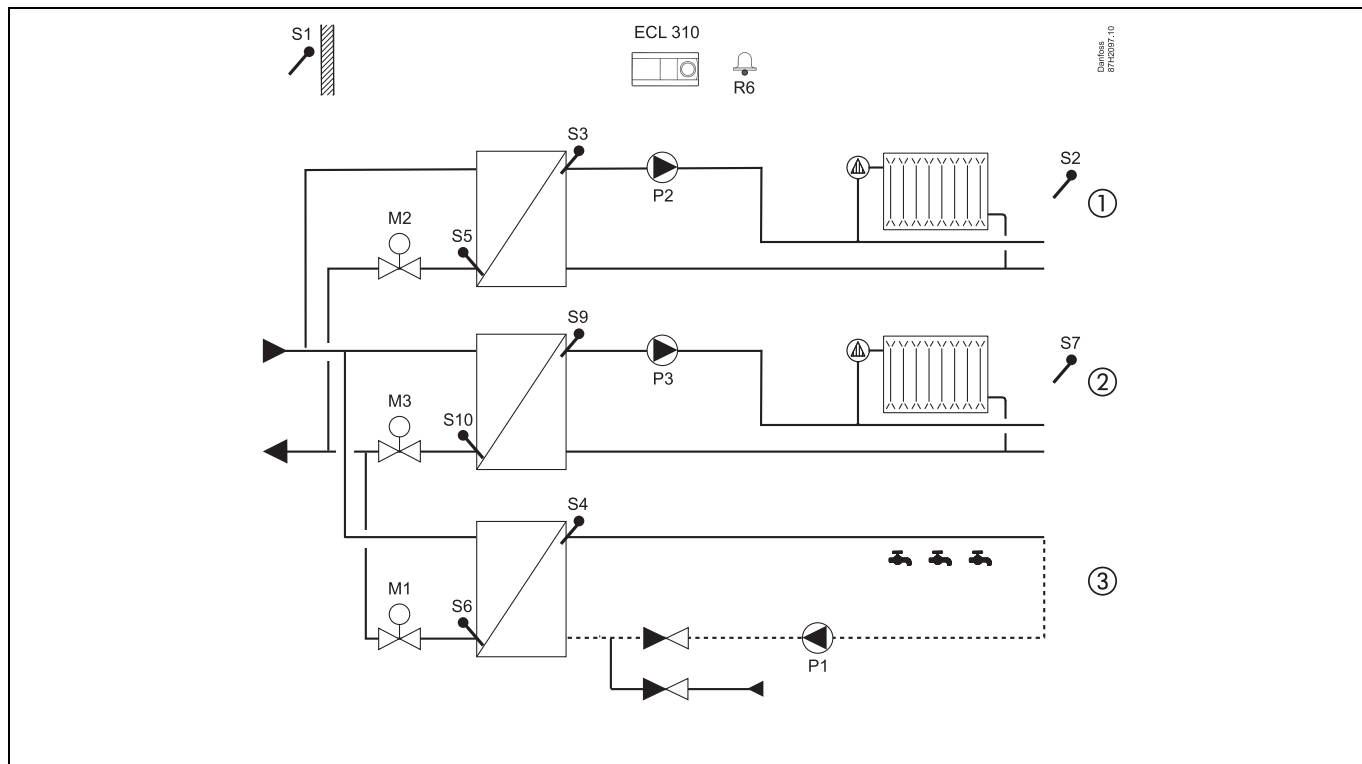 S1
ECL 310
R6
Danfoss
87H2097.10
S3
P2
S2
①
M2
S5
S9
P3
S7
②
M3
S10
S4
③
M1
S6
P1